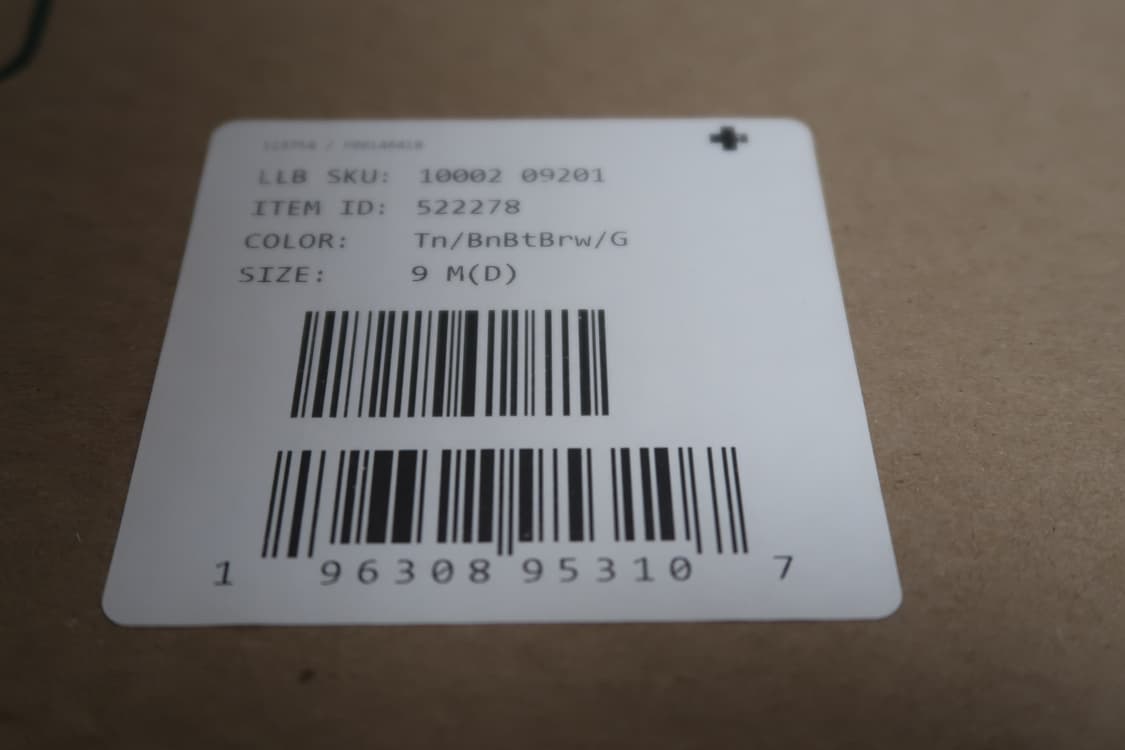 LLB SKU: 10002 09201
ITEM ID: 522278
COLOR: Tn/BnBtBrw/G
SIZE: 9 M(D)
1 96308 95310 7